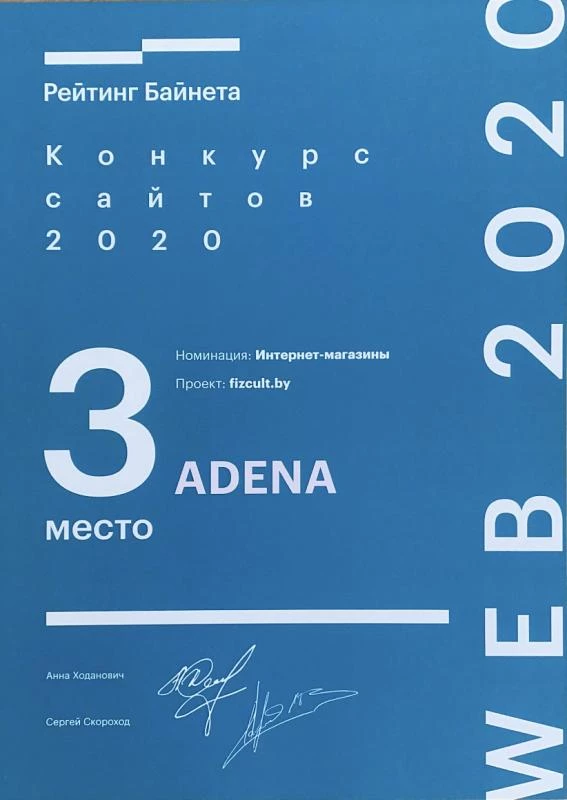 Рейтинг Байнета
Конкурс
сайтов
2020
3
место
Номинация: Интернет-магазины
Проект: fizcult.by
ADENA
Анна Ходанович
Сергей Скороход
WEB 2020